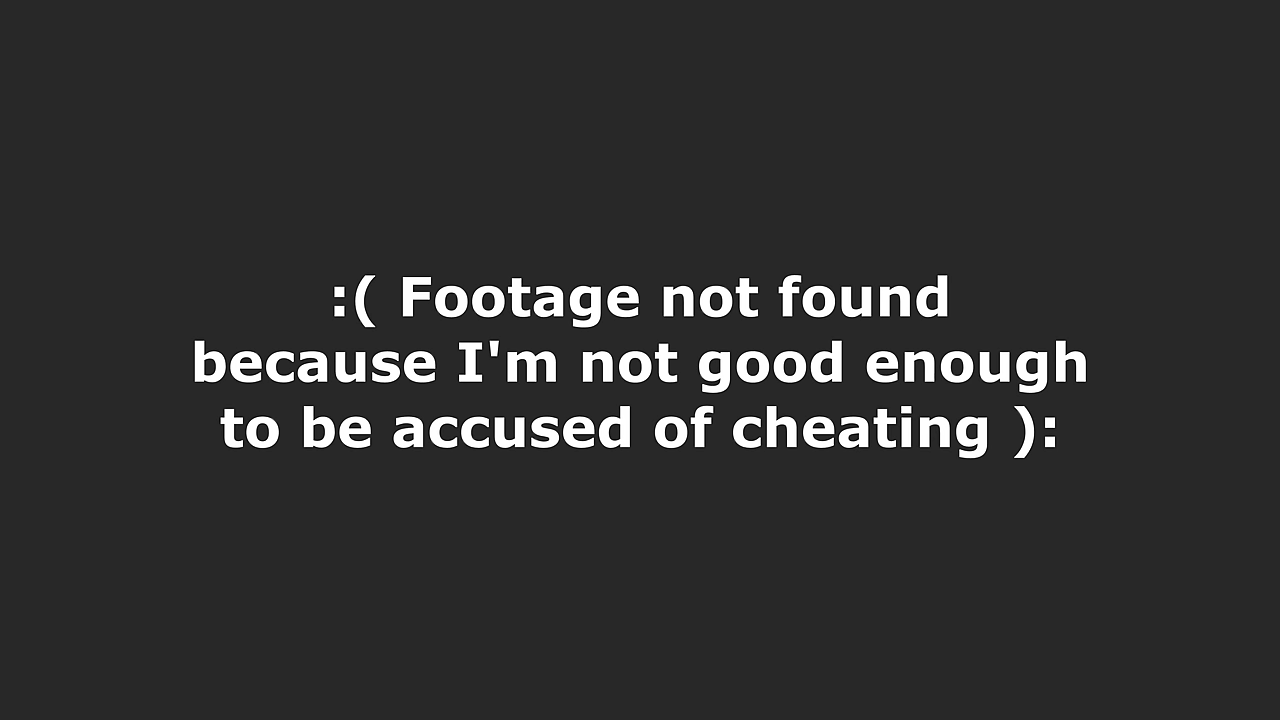 :( Footage not found
because I'm not good enough
to be accused of cheating ):